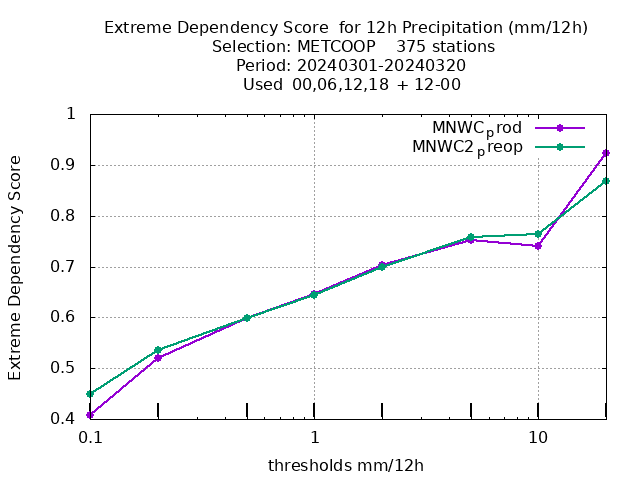 Extreme Dependency Score  for 12h Precipitation (mm/12h)
Selection: METCOOP    375 stations
Period: 20240301-20240320
Used  00,06,12,18 + 12-00
MNWCprod
MNWC2preop
1
0.9
0.8
0.7
0.6
0.5
0.4
Extreme Dependency Score
0.1
1
10
thresholds mm/12h